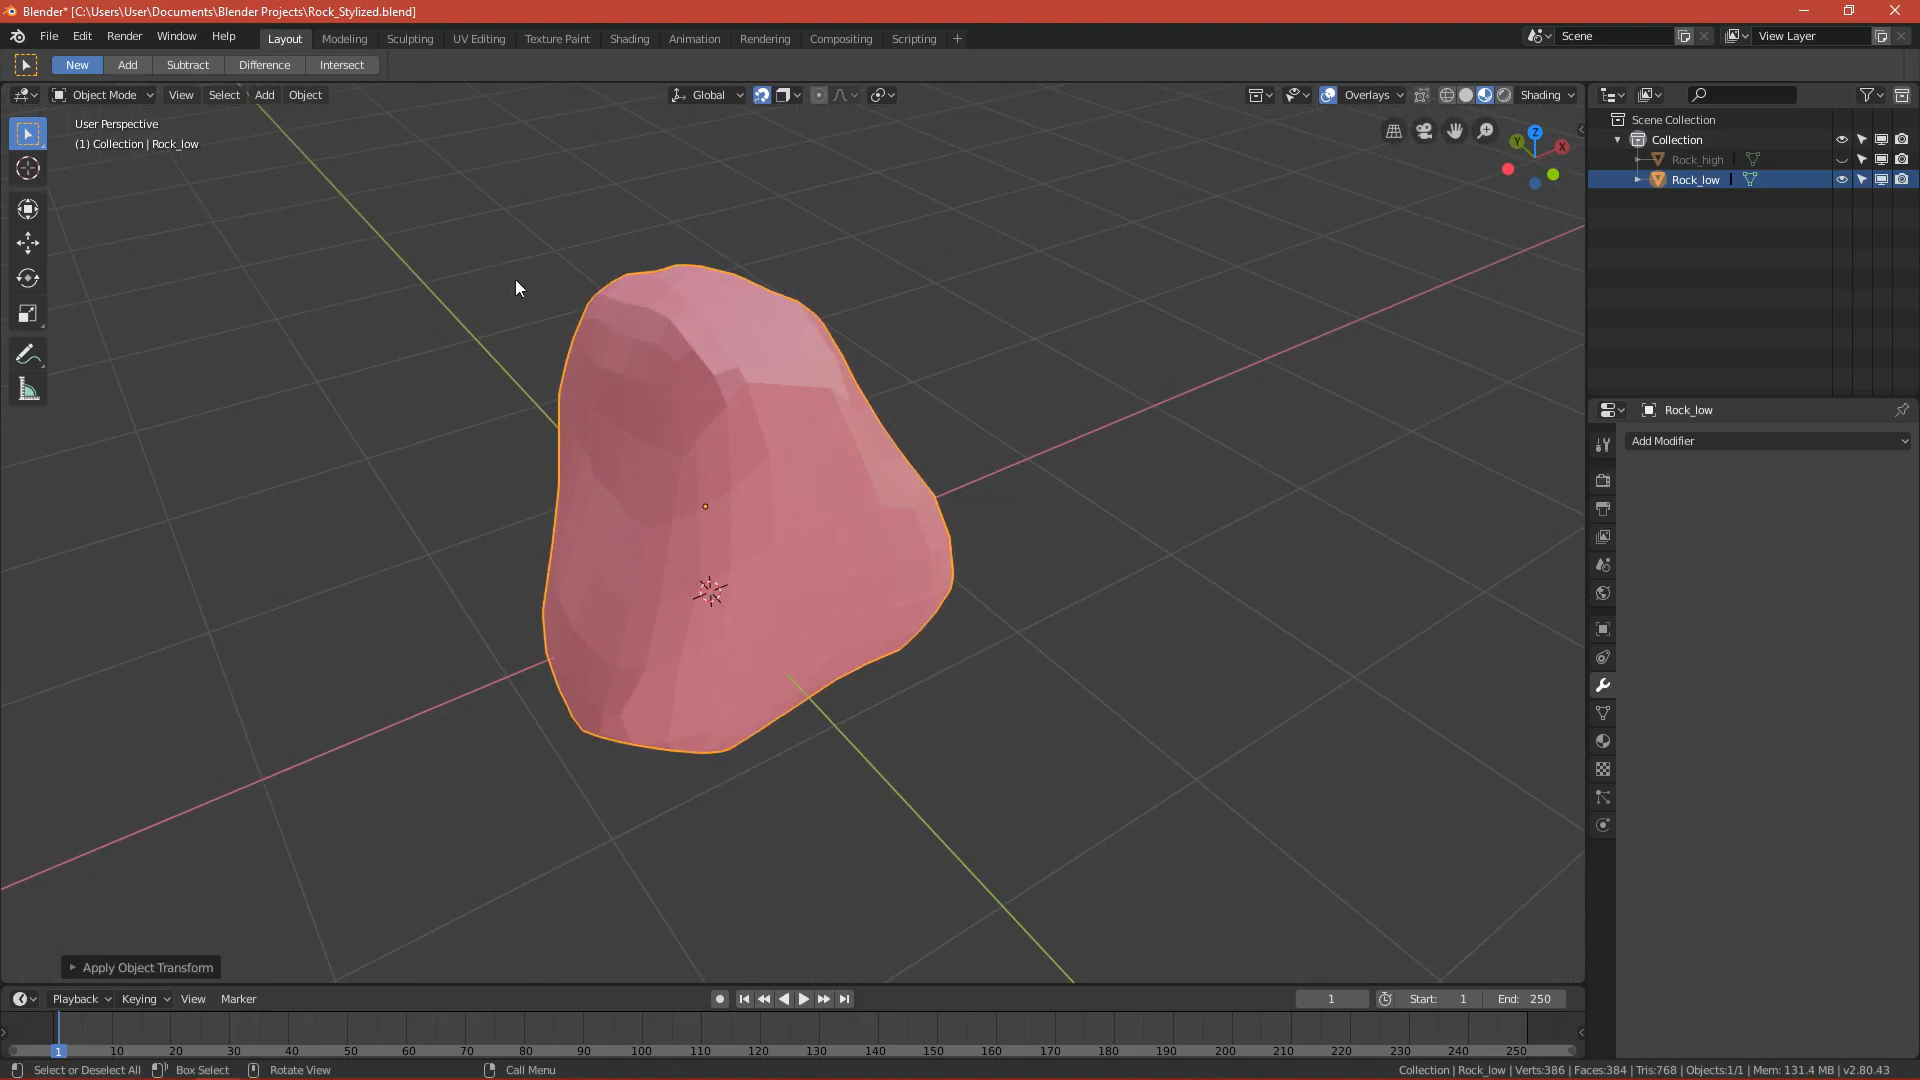 Blender* [C:\Users\User\Documents\Blender Projects\Rock_Stylized.blend]
File Edit Render Window Help Layout Modeling Sculpting UV Editing Texture Paint Shading Animation Rendering Compositing Scripting + Scene View Layer
New Add Subtract Difference Intersect
Object Mode View Select Add Object Global Overlays Shading
User Perspective
(1) Collection | Rock_low
Z
Y
X
Scene Collection
Collection
Rock_high
Rock_low
Rock_low
Add Modifier
Apply Object Transform
Playback Keying View Marker 1 Start: 1 End: 250
1 10 20 30 40 50 60 70 80 90 100 110 120 130 140 150 160 170 180 190 200 210 220 230 240 250
Select or Deselect All Box Select Rotate View Call Menu Collection | Rock_low | Verts:386 | Faces:384 | Tris:768 | Objects:1/1 | Mem: 131.4 MB | v2.80.43